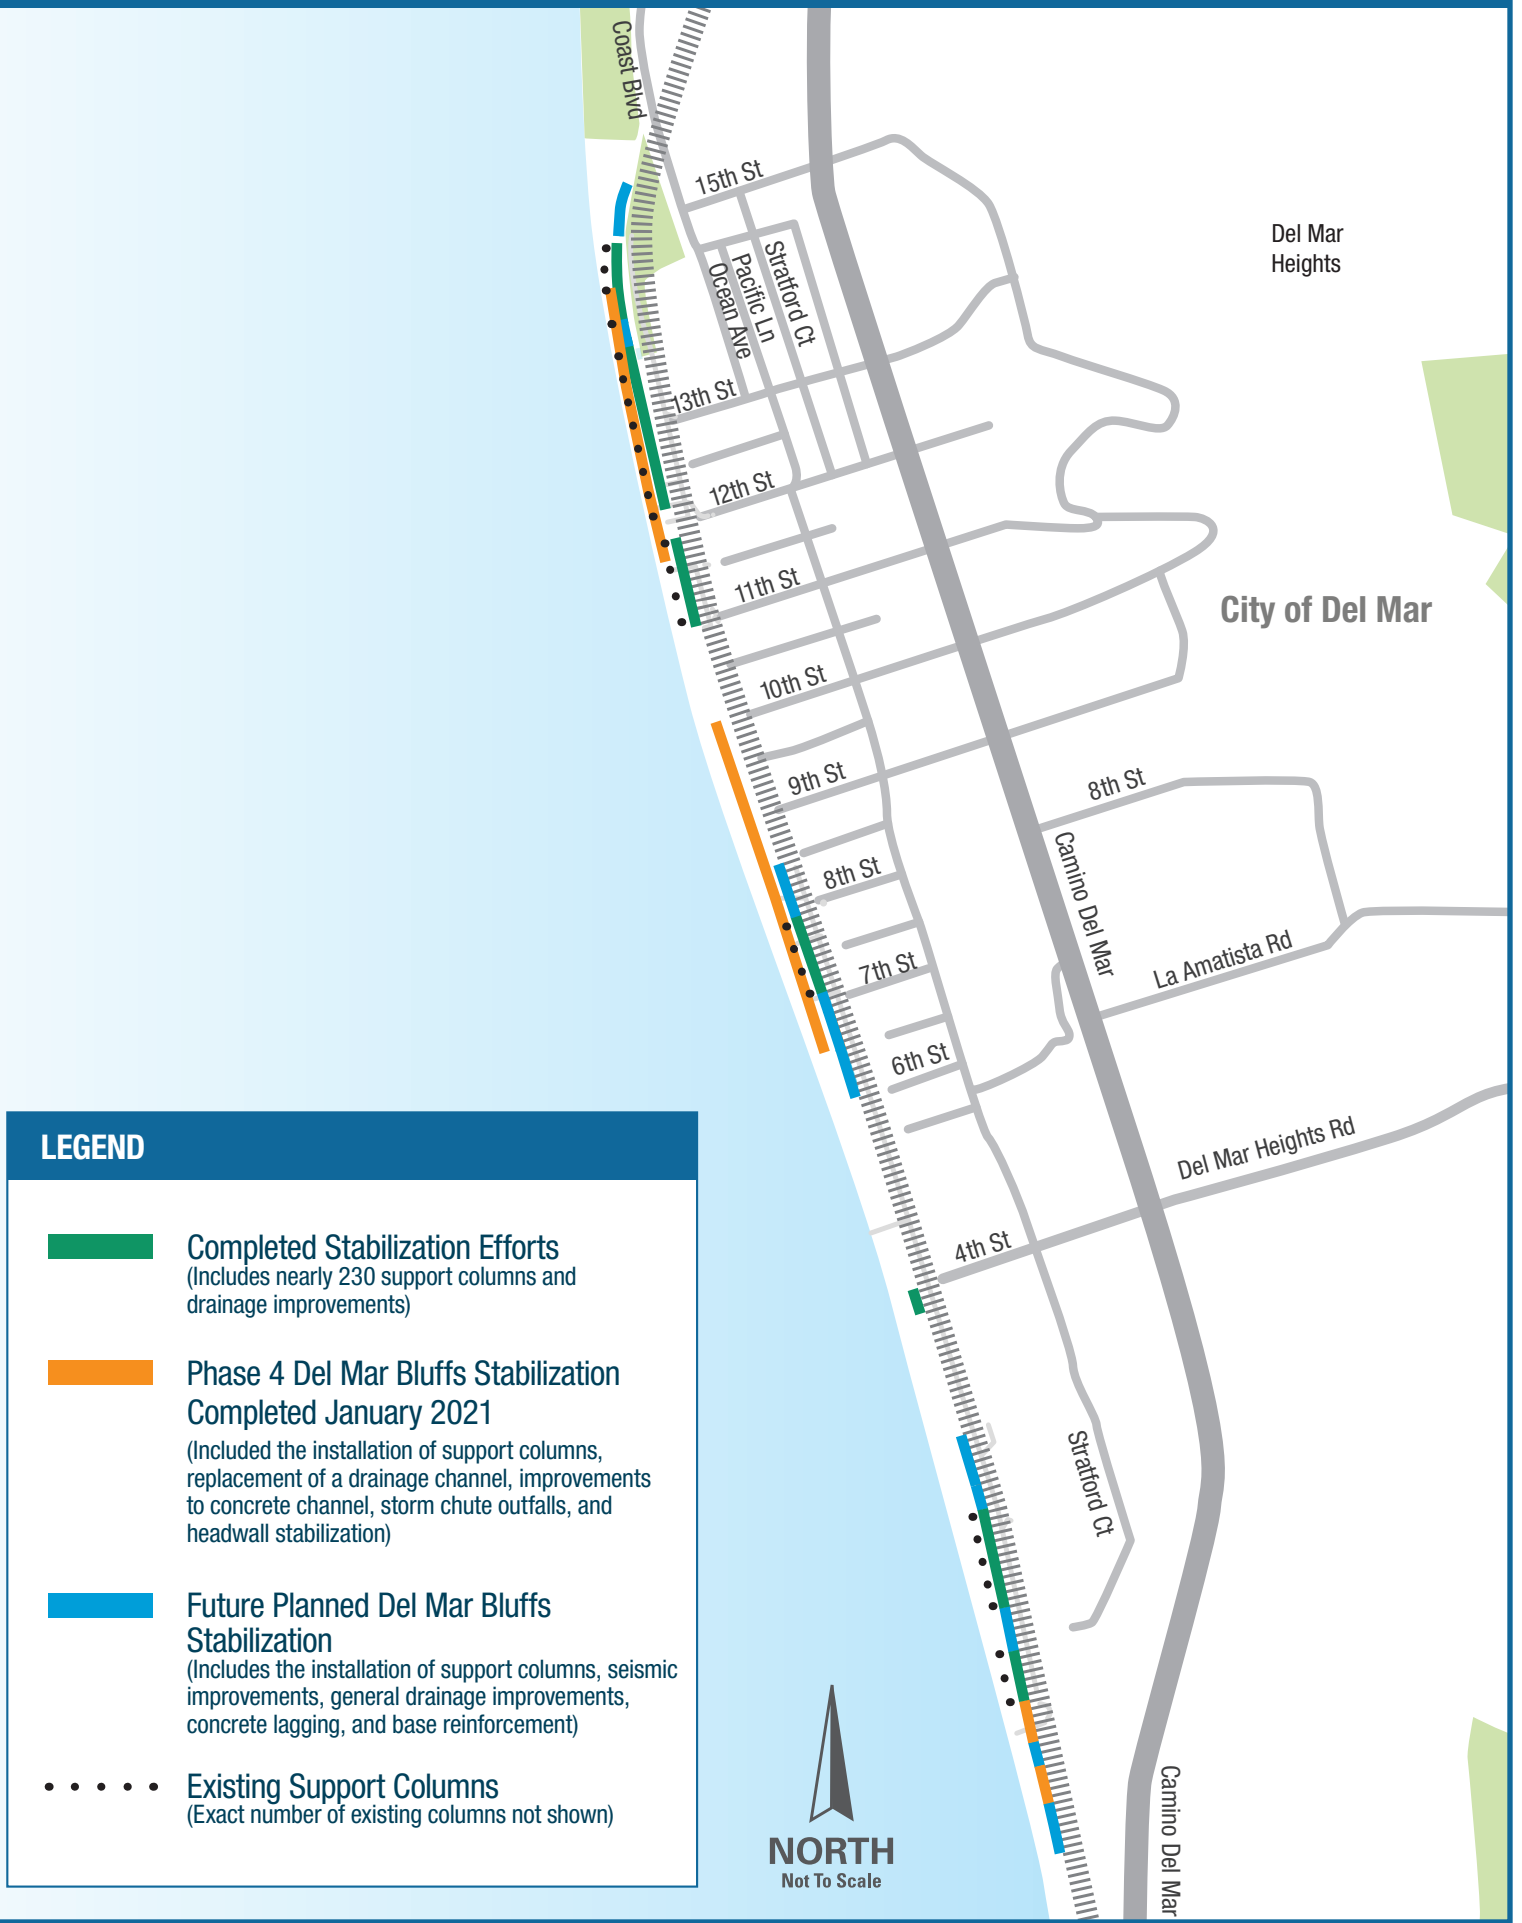 Coast Blvd
15th St
Del Mar
Heights
Stratford Ct
Pacific Ln
Ocean Ave
13th St
12th St
11th St
City of Del Mar
10th St
9th St
8th St
8th St
Camino Del Mar
7th St
La Amatista Rd
6th St
Del Mar Heights Rd
4th St
Stratford Ct
Camino Del Mar
LEGEND
Completed Stabilization Efforts
(Includes nearly 230 support columns and
drainage improvements)
Phase 4 Del Mar Bluffs Stabilization
Completed January 2021
(Included the installation of support columns,
replacement of a drainage channel, improvements
to concrete channel, storm chute outfalls, and
headwall stabilization)
Future Planned Del Mar Bluffs
Stabilization
(Includes the installation of support columns, seismic
improvements, general drainage improvements,
concrete lagging, and base reinforcement)
Existing Support Columns
(Exact number of existing columns not shown)
NORTH
Not To Scale